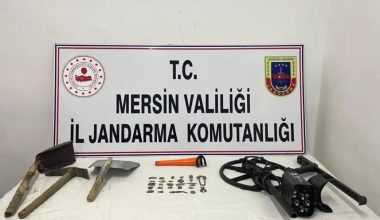 T.C.
MERSİN VALİLİĞİ
İL JANDARMA KOMUTANLIĞI